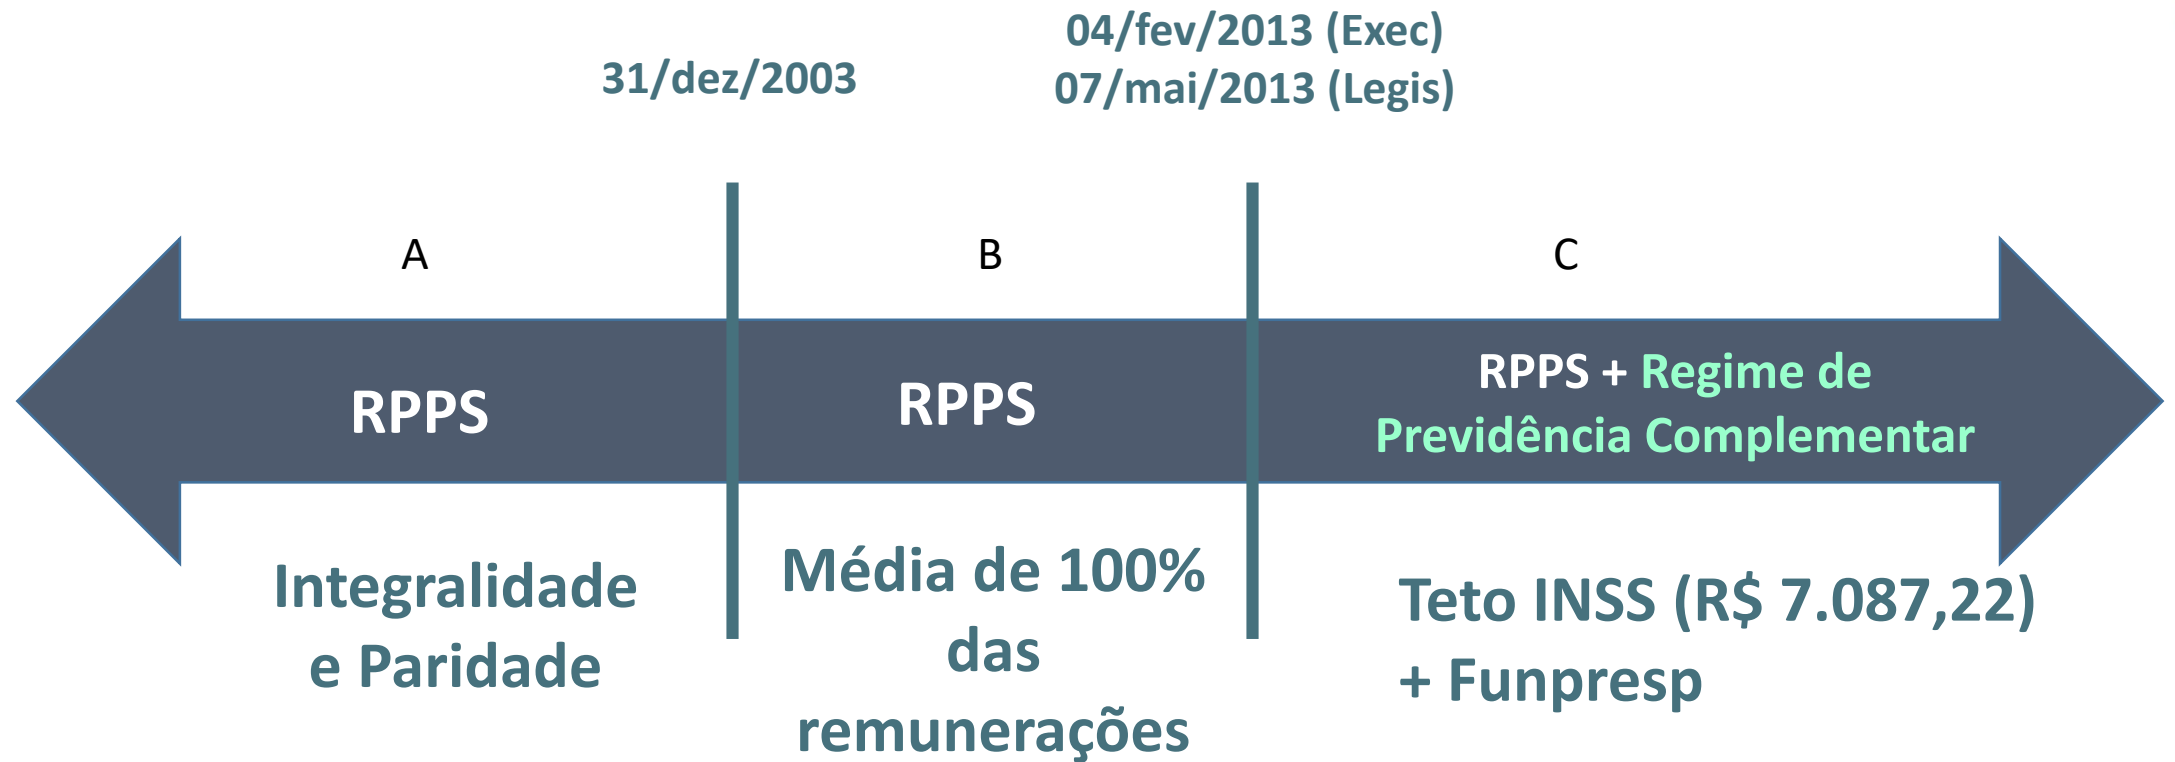 31/dez/2003
04/fev/2013 (Exec)
07/mai/2013 (Legis)
A
B
C
RPPS
RPPS
RPPS + Regime de
Previdência Complementar
Integralidade
e Paridade
Média de 100%
das
remunerações
Teto INSS (R$ 7.087,22)
+ Funpresp